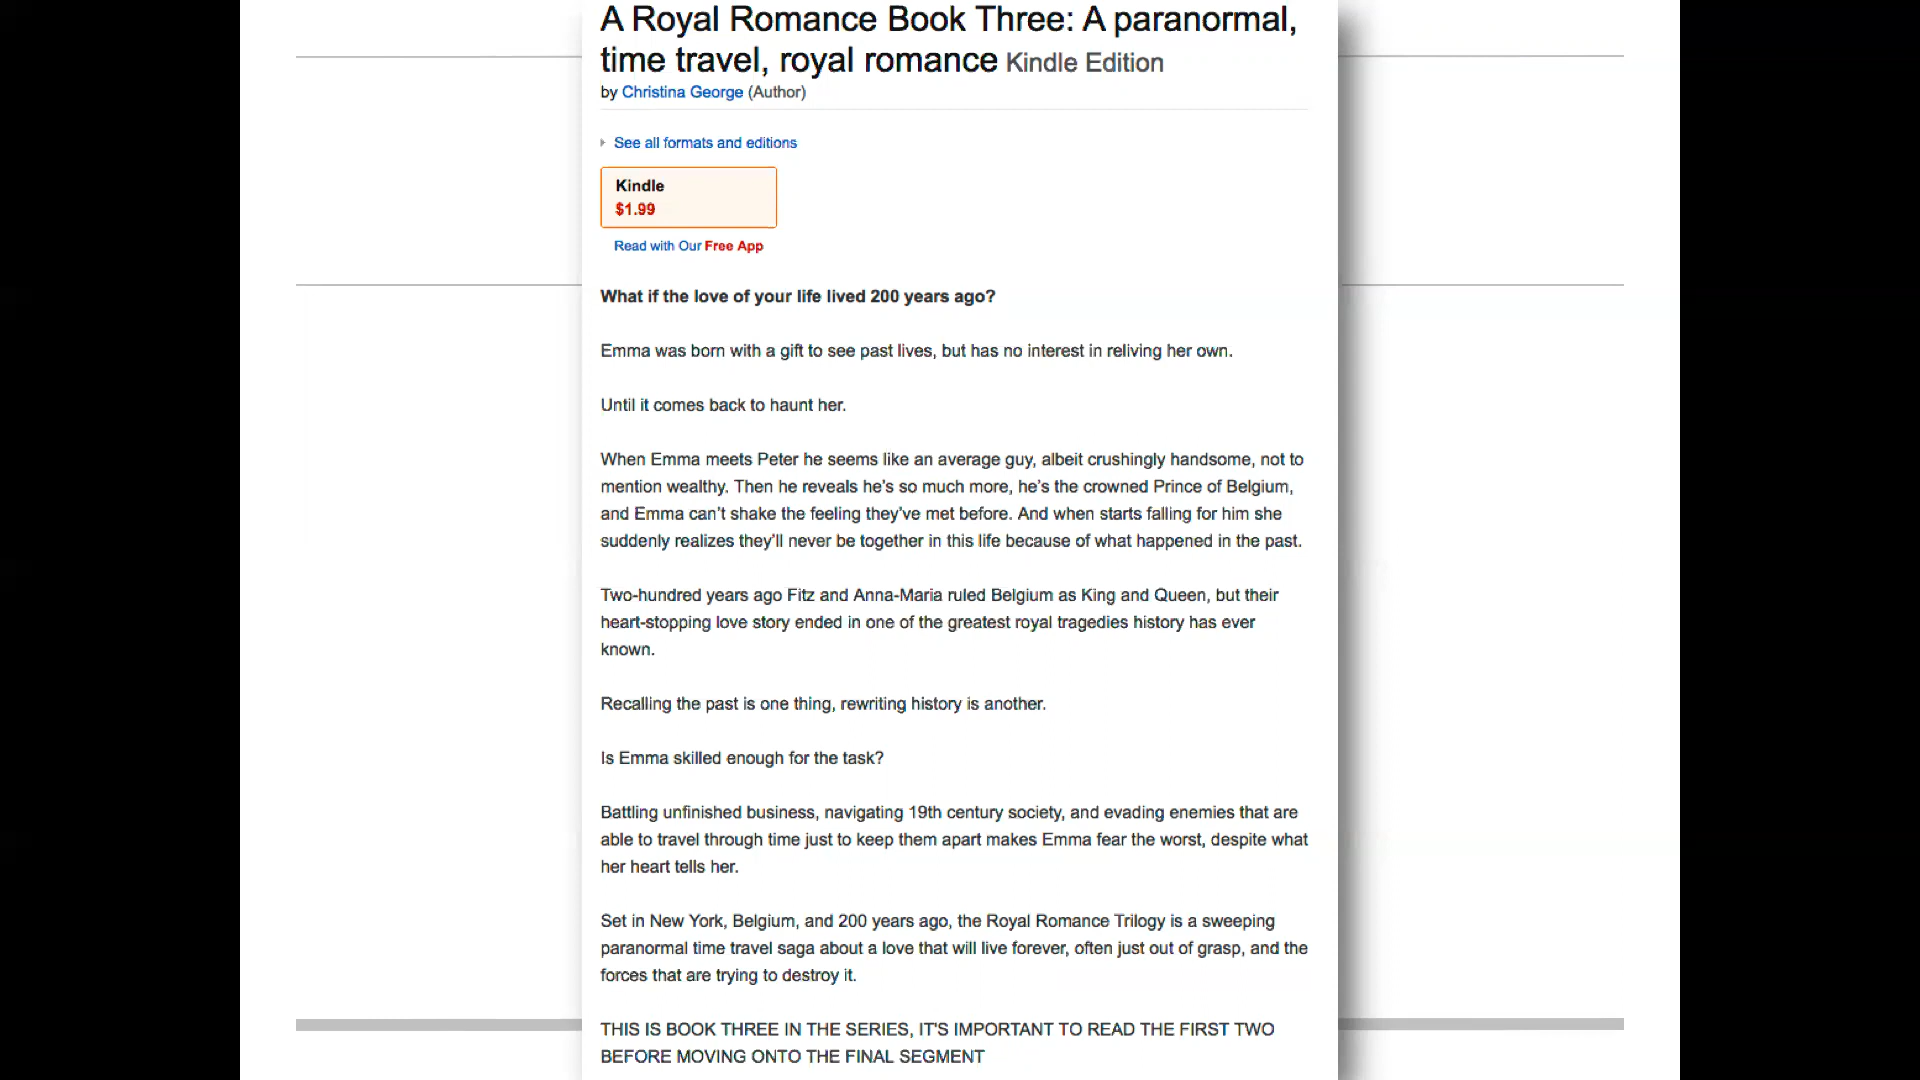 A Royal Romance Book Three: A paranormal,
time travel, royal romance Kindle Edition
by Christina George (Author)
See all formats and editions
Kindle
$1.99
Read with Our Free App
What if the love of your life lived 200 years ago?
Emma was born with a gift to see past lives, but has no interest in reliving her own.
Until it comes back to haunt her.
When Emma meets Peter he seems like an average guy, albeit crushingly handsome, not to
mention wealthy. Then he reveals he’s so much more, he’s the crowned Prince of Belgium,
and Emma can’t shake the feeling they’ve met before. And when starts falling for him she
suddenly realizes they’ll never be together in this life because of what happened in the past.
Two-hundred years ago Fitz and Anna-Maria ruled Belgium as King and Queen, but their
heart-stopping love story ended in one of the greatest royal tragedies history has ever
known.
Recalling the past is one thing, rewriting history is another.
Is Emma skilled enough for the task?
Battling unfinished business, navigating 19th century society, and evading enemies that are
able to travel through time just to keep them apart makes Emma fear the worst, despite what
her heart tells her.
Set in New York, Belgium, and 200 years ago, the Royal Romance Trilogy is a sweeping
paranormal time travel saga about a love that will live forever, often just out of grasp, and the
forces that are trying to destroy it.
THIS IS BOOK THREE IN THE SERIES, IT'S IMPORTANT TO READ THE FIRST TWO
BEFORE MOVING ONTO THE FINAL SEGMENT